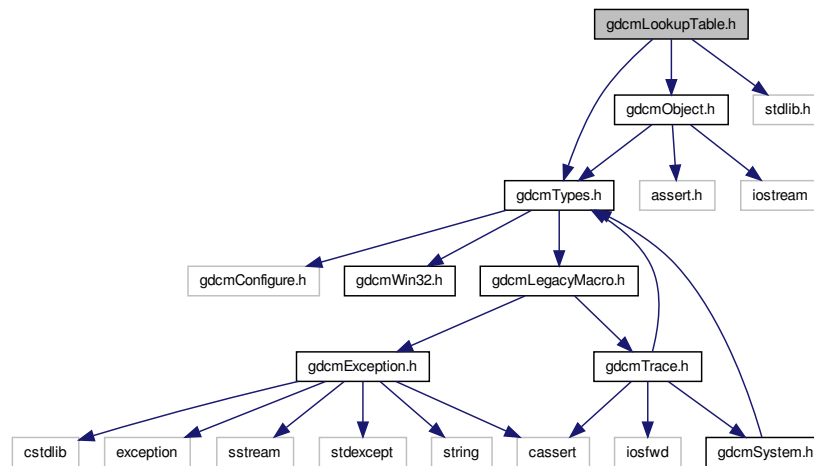 gdcmLookupTable.h
gdcmObject.h
stdlib.h
gdcmTypes.h
assert.h
iostream
gdcmConfigure.h
gdcmWin32.h
gdcmLegacyMacro.h
gdcmException.h
gdcmTrace.h
cstdlib
exception
sstream
stdexcept
string
cassert
iosfwd
gdcmSystem.h